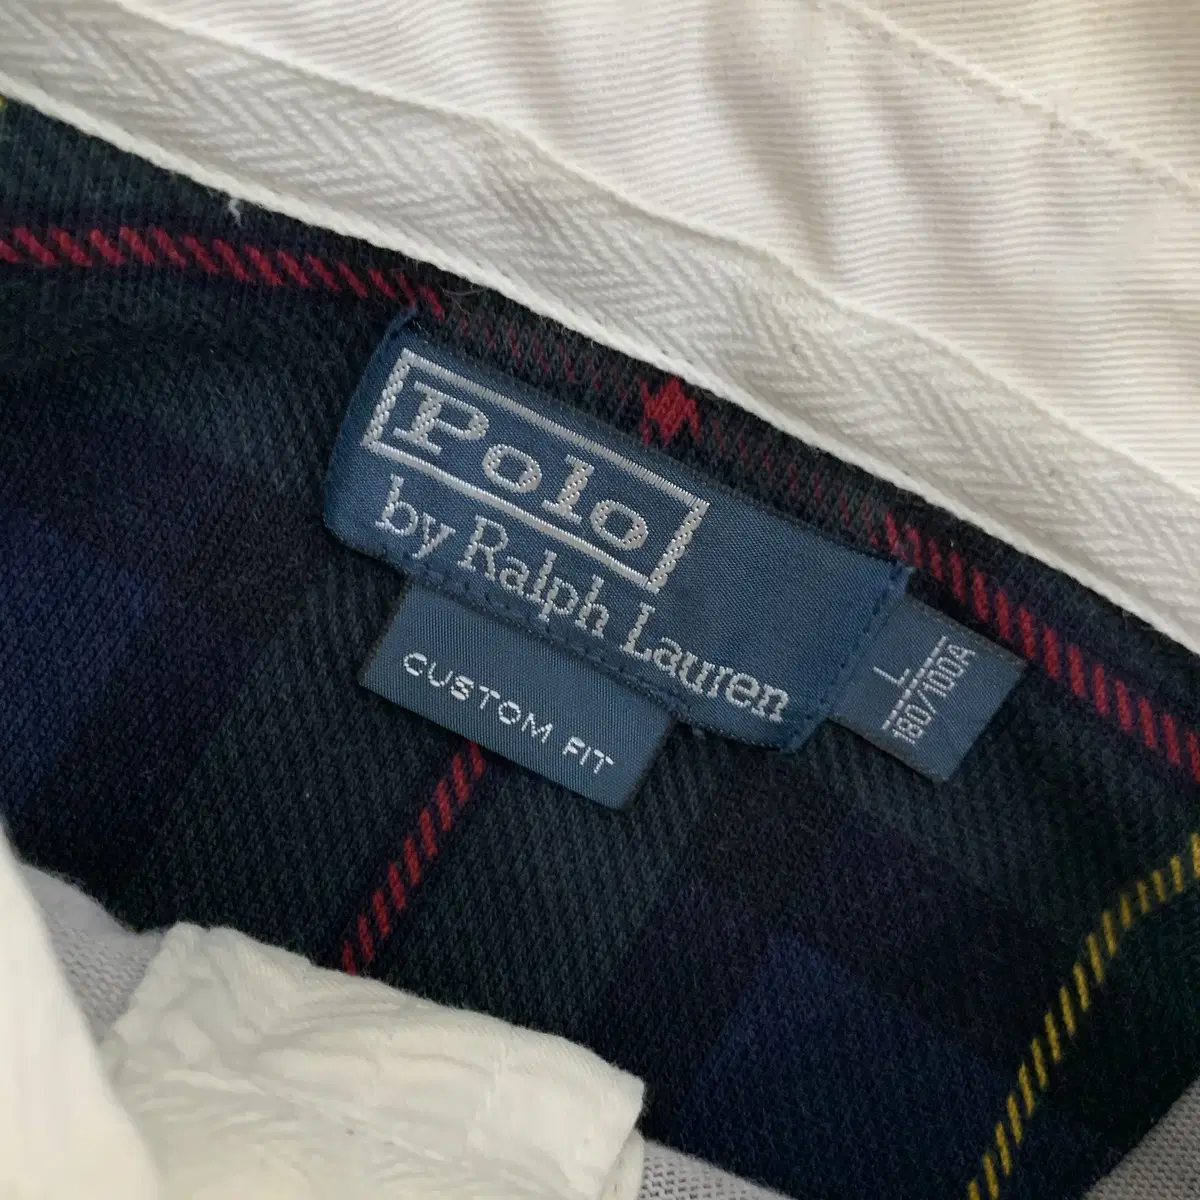 Polo
by Ralph Lauren
CUSTOM FIT
L
180/100A